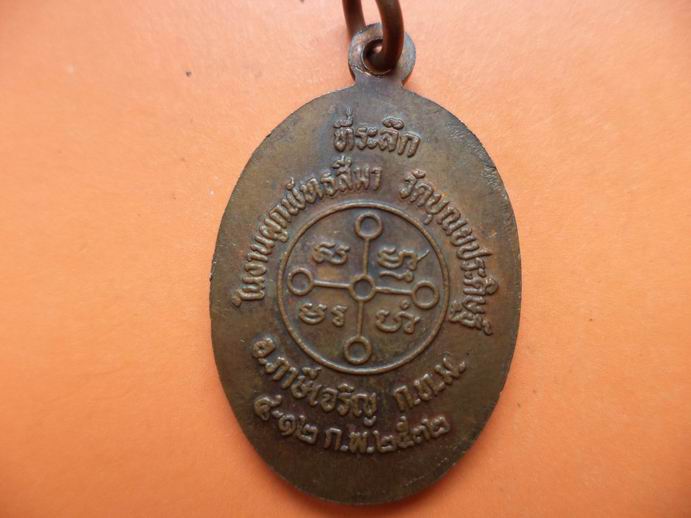 ที่ระลึก
ในงานผูกพัทธสีมา วัดบุณยประดิษฐ์
อ.ภาษีเจริญ ก.ท.ม.
๔-๑๒ ก.พ.๒๕๓๒